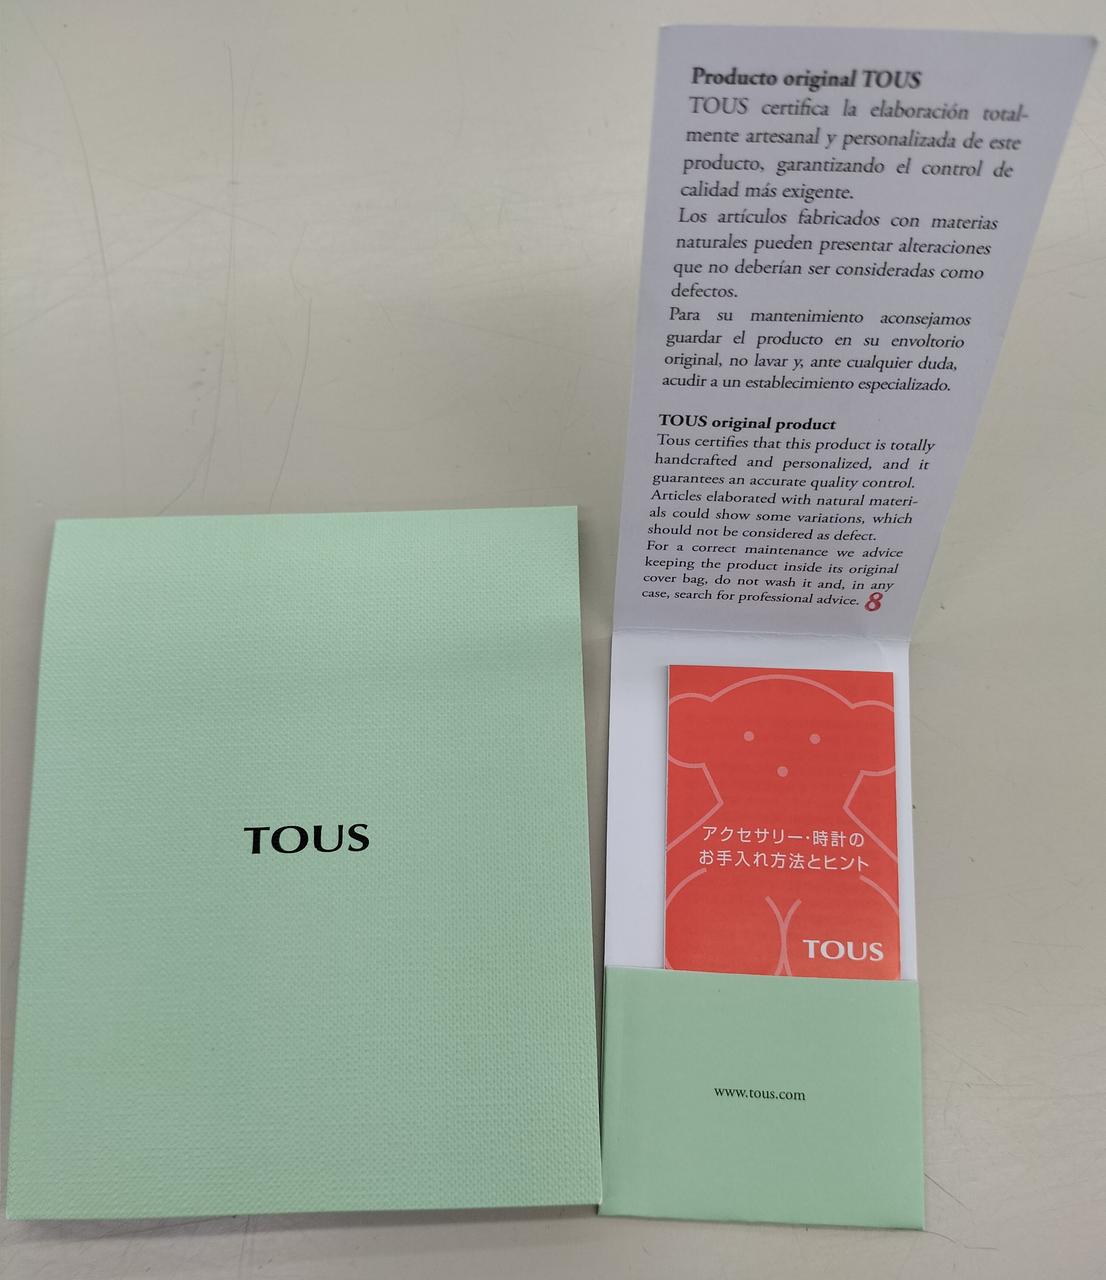 TOUS
Producto original TOUS
TOUS certifica la elaboración total-
mente artesanal y personalizada de este
producto, garantizando el control de
calidad más exigente.
Los artículos fabricados con materias
naturales pueden presentar alteraciones
que no deberían ser consideradas como
defectos.
Para su mantenimiento aconsejamos
guardar el producto en su envoltorio
original, no lavar y, ante cualquier duda,
acudir a un establecimiento especializado.
TOUS original product
Tous certifies that this product is totally
handcrafted and personalized, and it
guarantees an accurate quality control.
Articles elaborated with natural materi-
als could show some variations, which
should not be considered as defect.
For a correct maintenance we advice
keeping the product inside its original
cover bag, do not wash it and, in any
case, search for professional advice. 8
アクセサリー・時計の
お手入れ方法とヒント
TOUS
www.tous.com